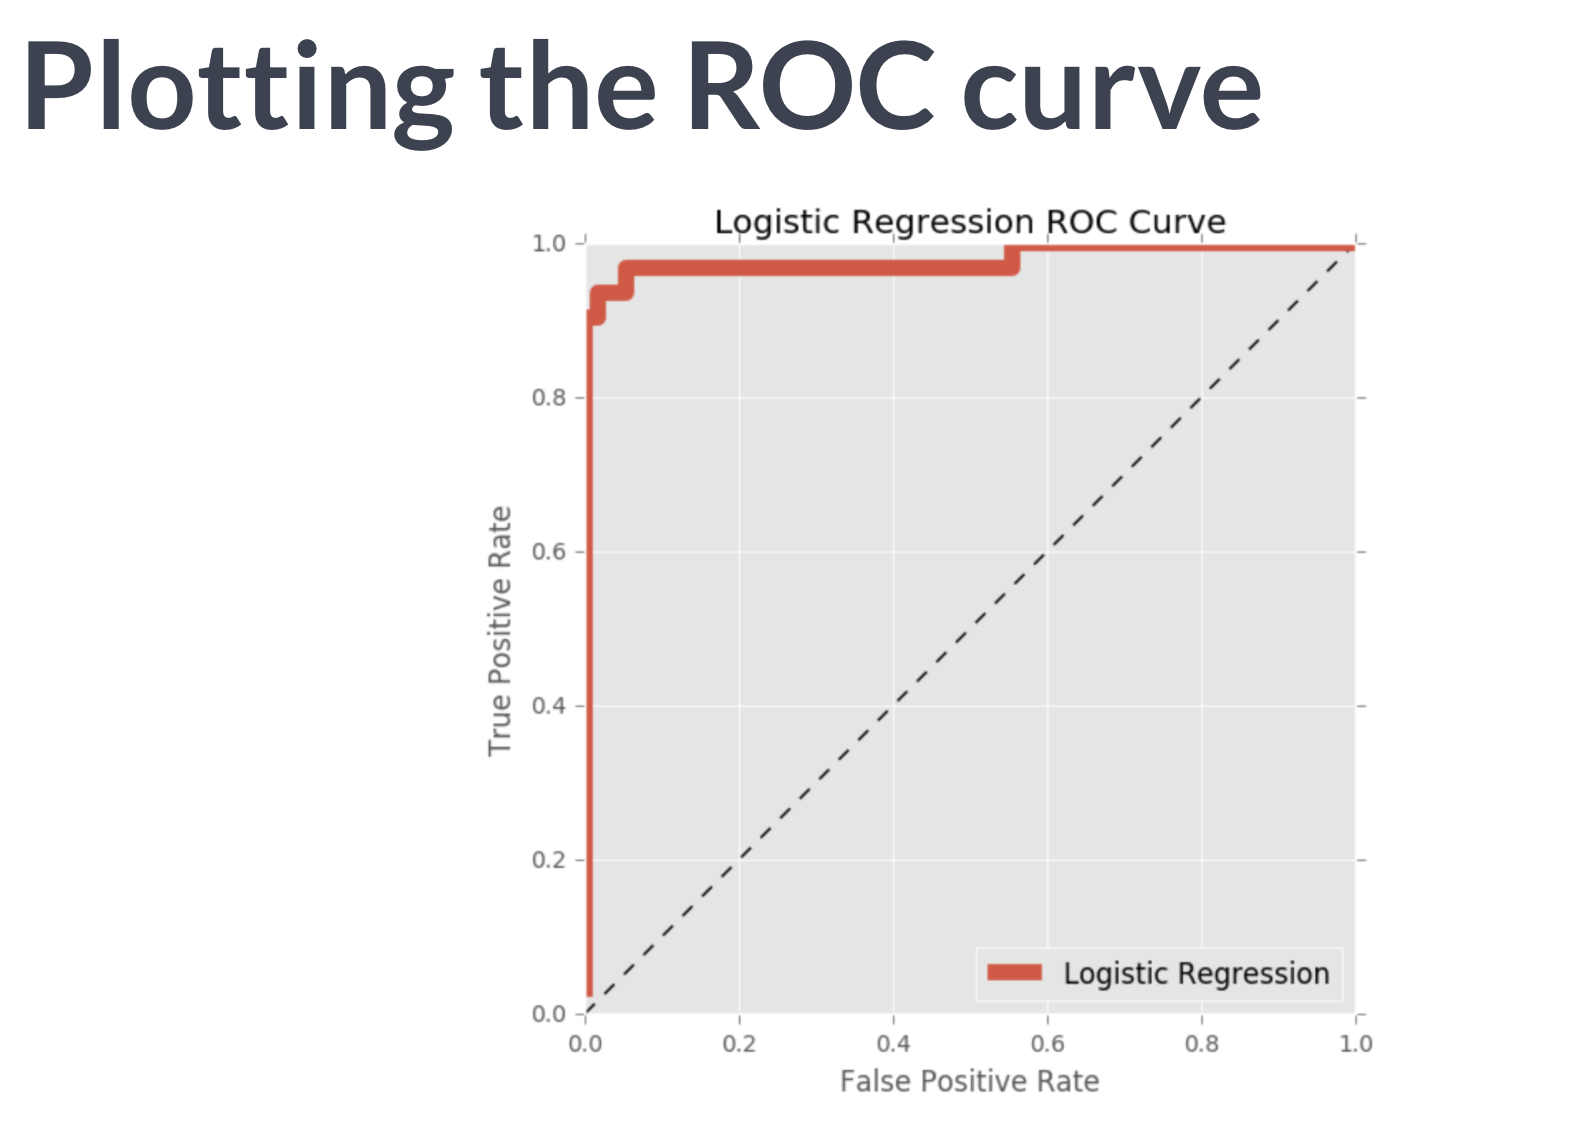 Plotting the ROC curve
Logistic Regression ROC Curve
1.0
0.8
0.6
0.4
0.2
0.0
True Positive Rate
Logistic Regression
0.0 0.2 0.4 0.6 0.8 1.0
False Positive Rate